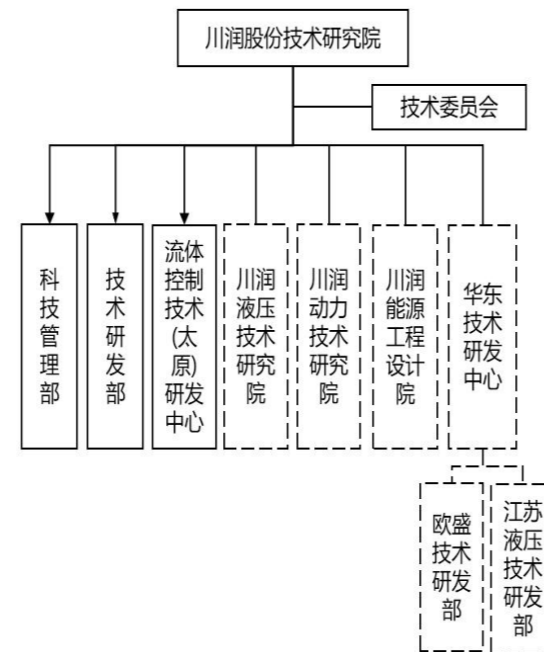 川润股份技术研究院
技术委员会
科
技
管
理
部
技
术
研
发
部
流体
控制
技术
(太
原)
研发
中心
川润
液压
技术
研究
院
川润
动力
技术
研究
院
川润
能源
工程
设计
院
华东
技术
研发
中心
欧盛
技术
研发
部
江苏
液压
技术
研发
部